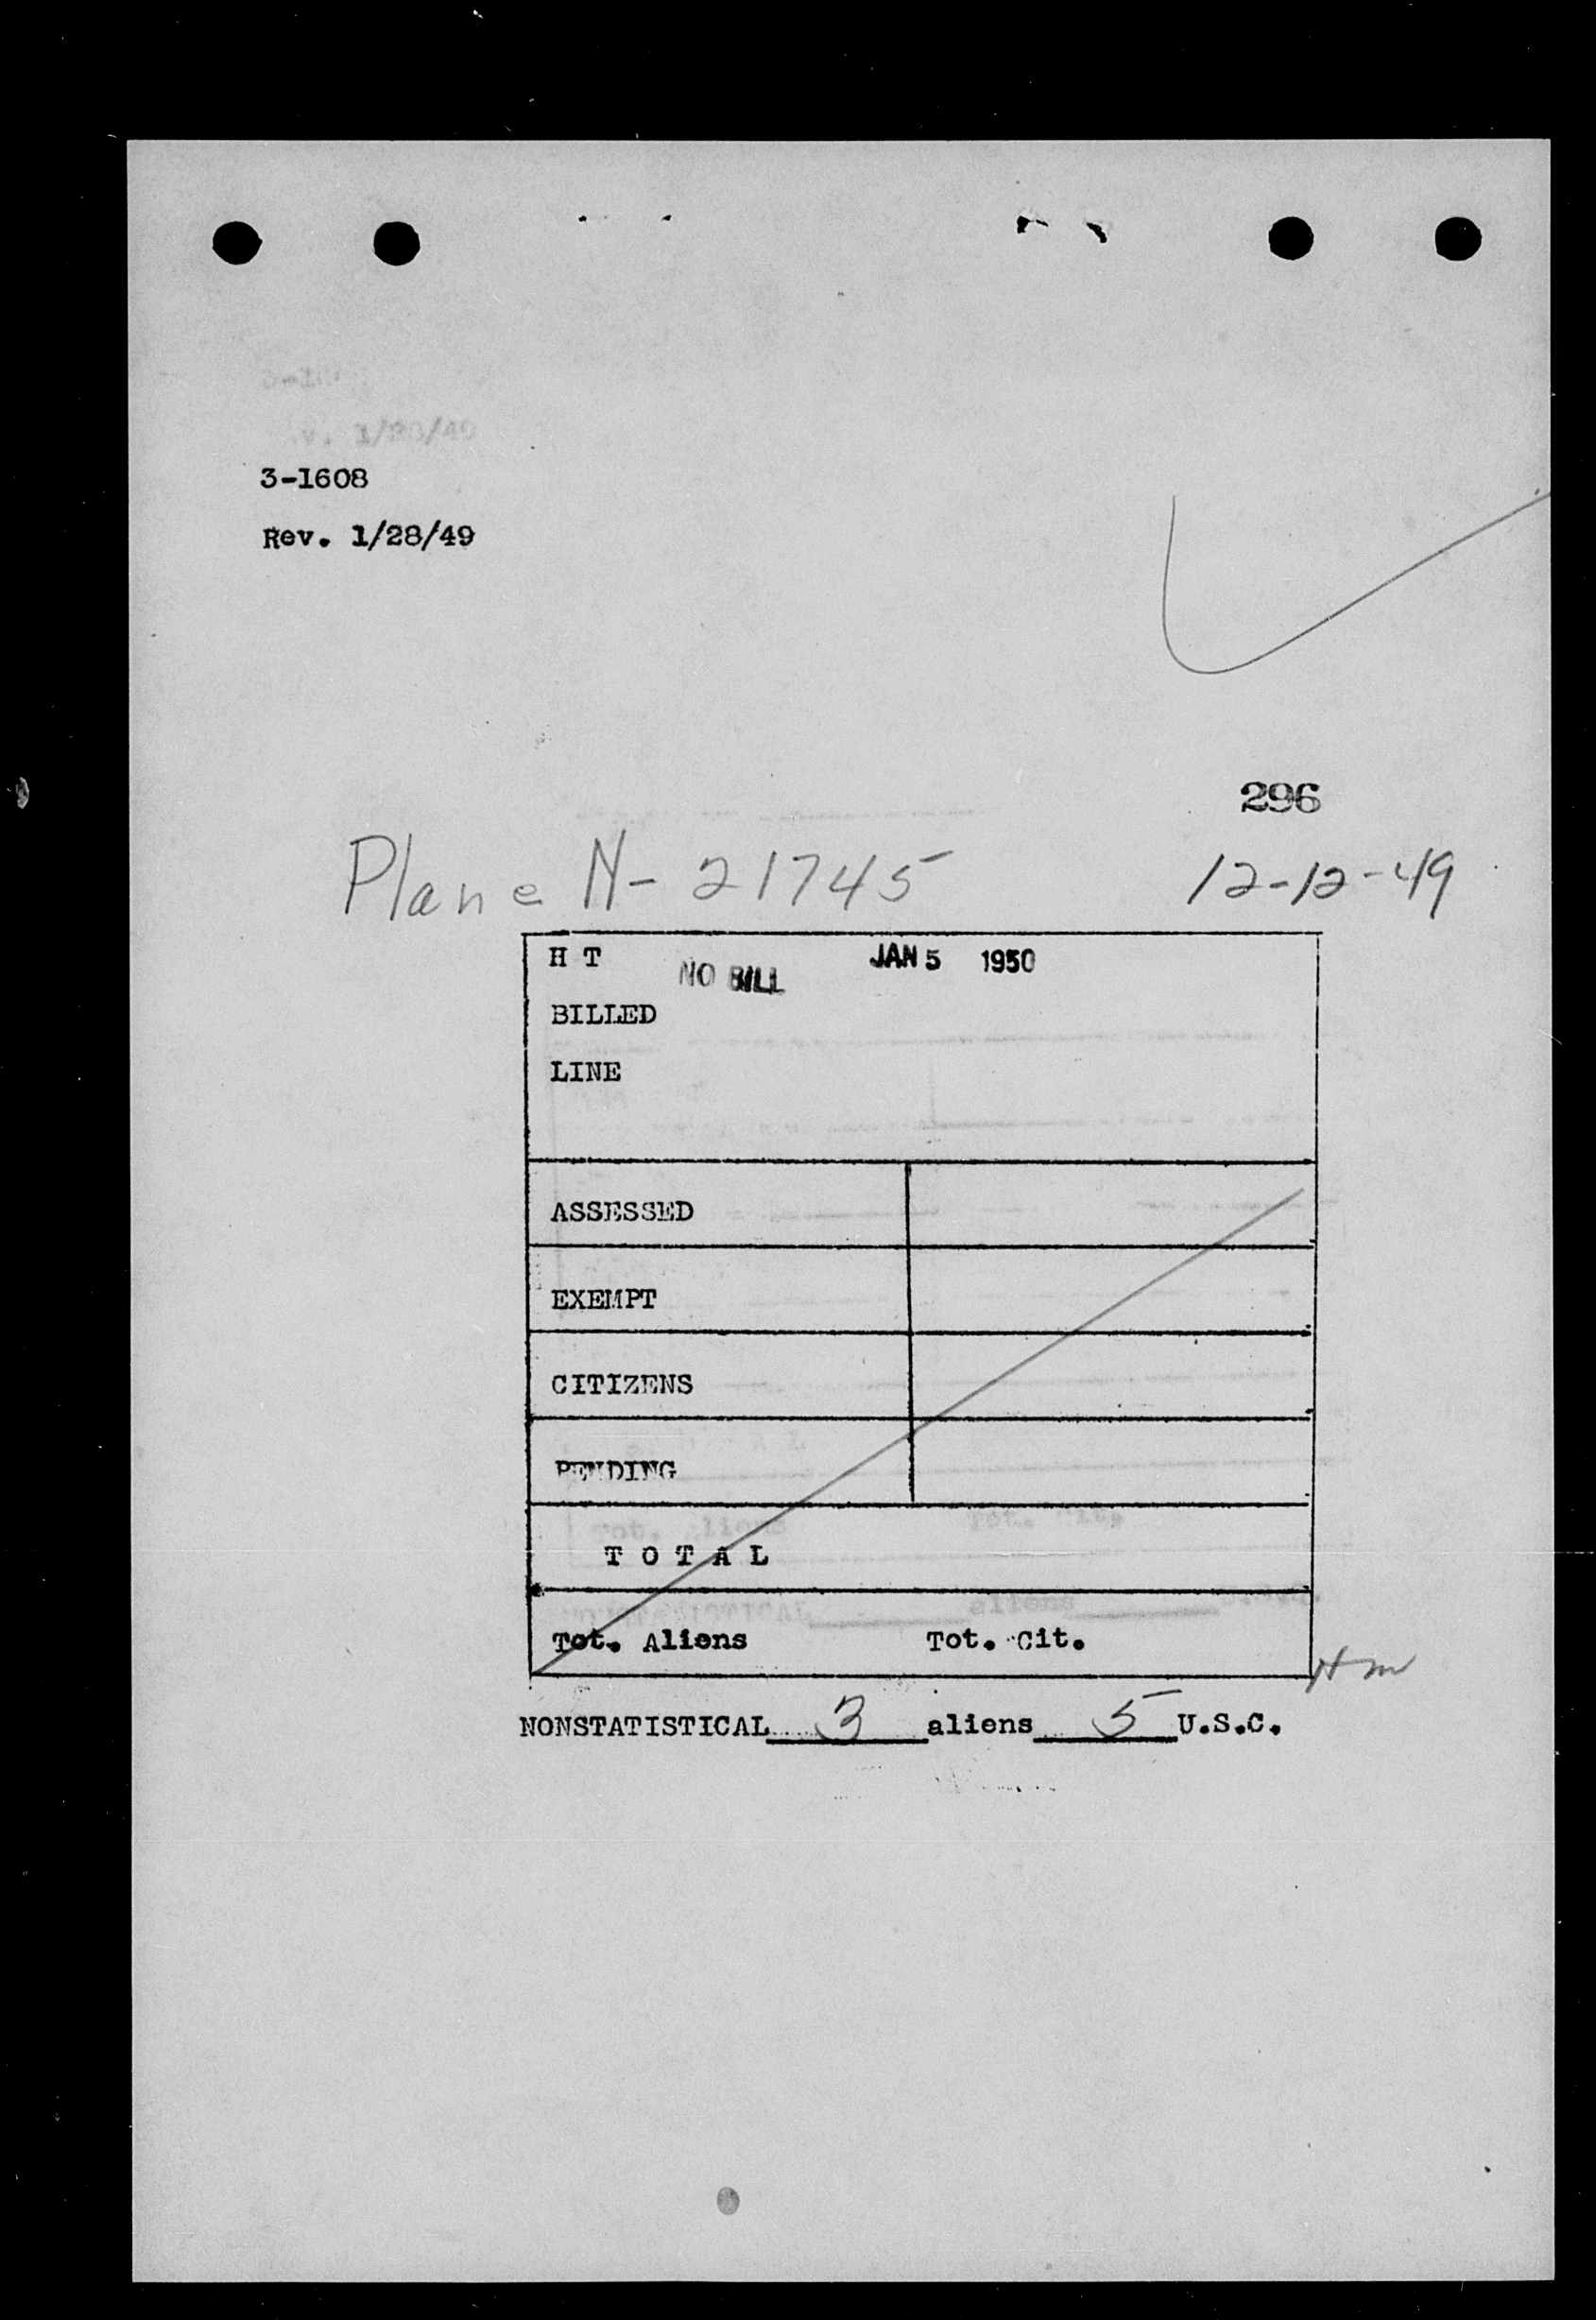 3-1608
Rev. 1/28/49
296
Plane N-21745 12-12-49
H T NO BILL JAN 5 1950
BILLED
LINE
ASSESSED
EXEMPT
CITIZENS
PENDING
T O T A L
Tot. Aliens Tot. Cit.
Hm
NONSTATISTICAL 3 aliens 5 U.S.C.